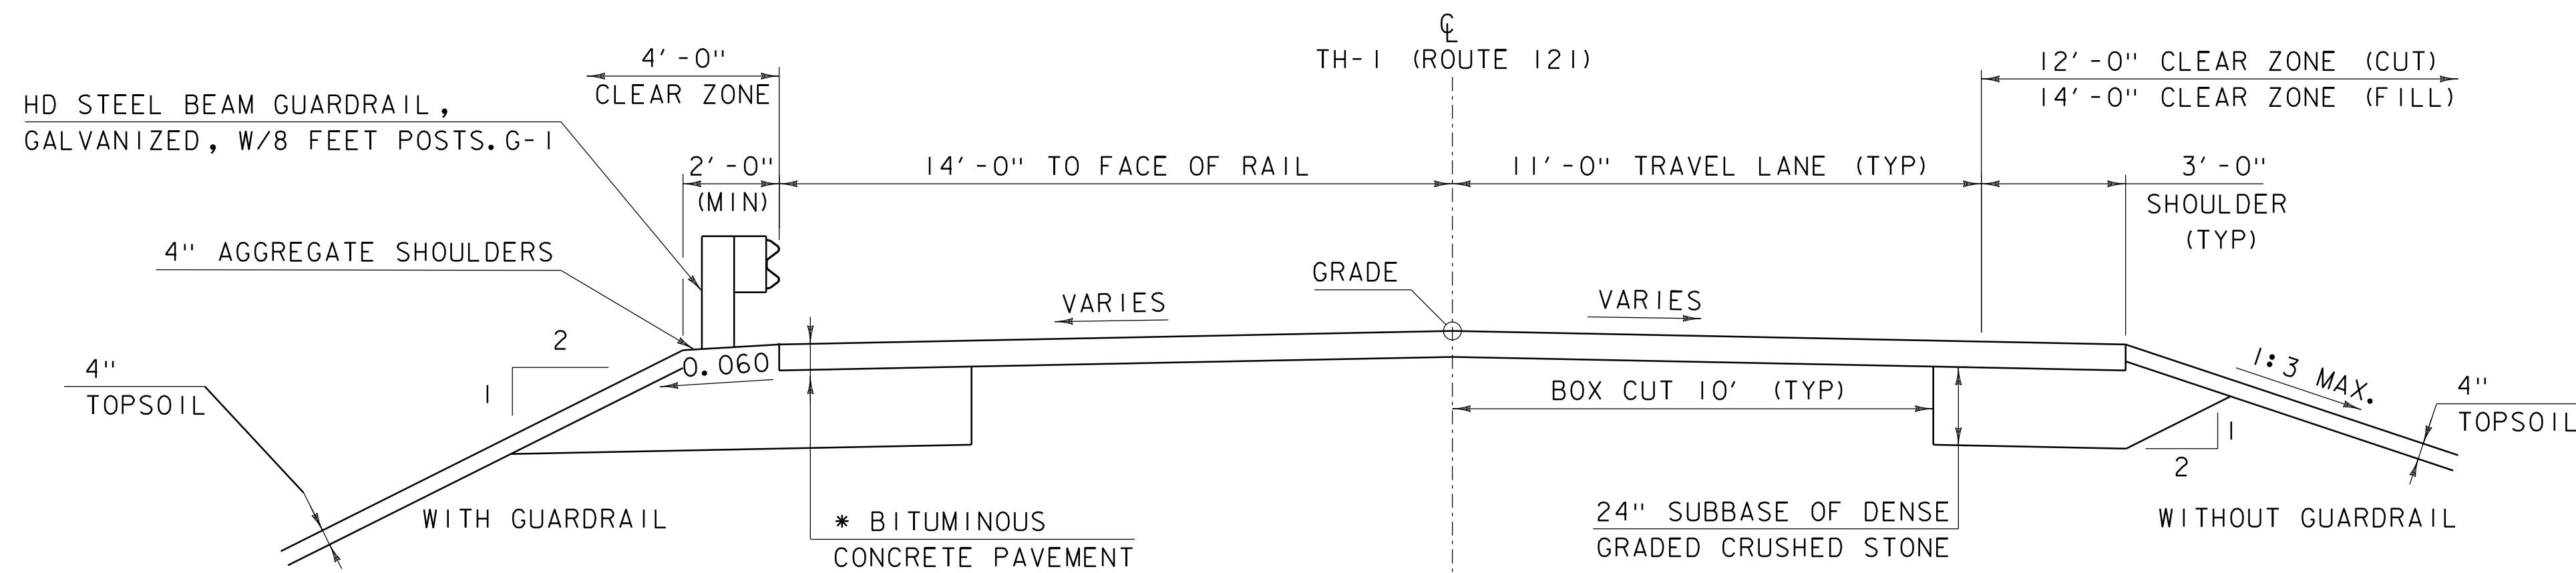 ℄
TH-1 (ROUTE 121)
4'-0"
CLEAR ZONE
12'-0" CLEAR ZONE (CUT)
14'-0" CLEAR ZONE (FILL)
HD STEEL BEAM GUARDRAIL,
GALVANIZED, W/8 FEET POSTS. G-1
2'-0"
(MIN)
14'-0" TO FACE OF RAIL
11'-0" TRAVEL LANE (TYP)
3'-0"
SHOULDER
(TYP)
4" AGGREGATE SHOULDERS
GRADE
VARIES
VARIES
2
1
0.060
4"
TOPSOIL
BOX CUT 10' (TYP)
1:3 MAX.
4"
TOPSOIL
1
2
WITH GUARDRAIL
* BITUMINOUS
CONCRETE PAVEMENT
24" SUBBASE OF DENSE
GRADED CRUSHED STONE
WITHOUT GUARDRAIL